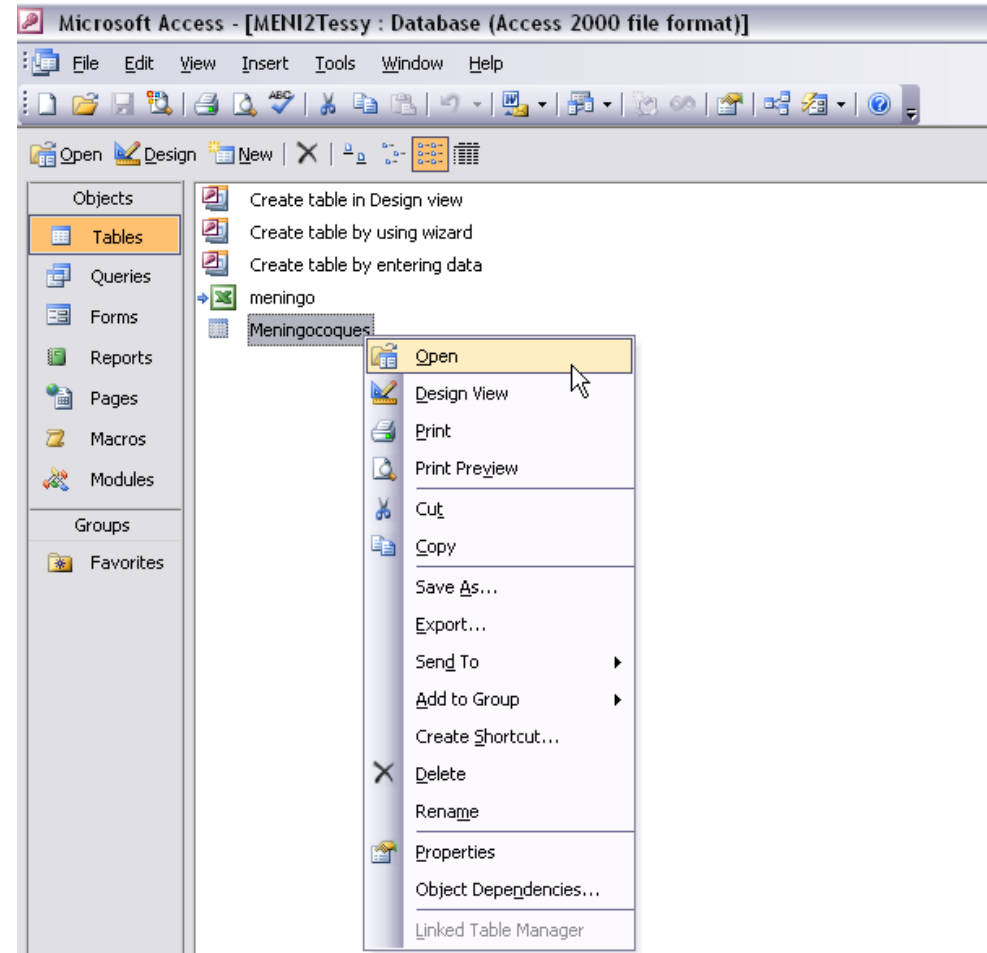 Microsoft Access - [MENI2Tessy : Database (Access 2000 file format)]
File Edit View Insert Tools Window Help
Open Design New
Objects
Tables
Queries
Forms
Reports
Pages
Macros
Modules
Groups
Favorites
Create table in Design view
Create table by using wizard
Create table by entering data
meningo
Meningocoques
Open
Design View
Print
Print Preview
Cut
Copy
Save As...
Export...
Send To
Add to Group
Create Shortcut...
Delete
Rename
Properties
Object Dependencies...
Linked Table Manager